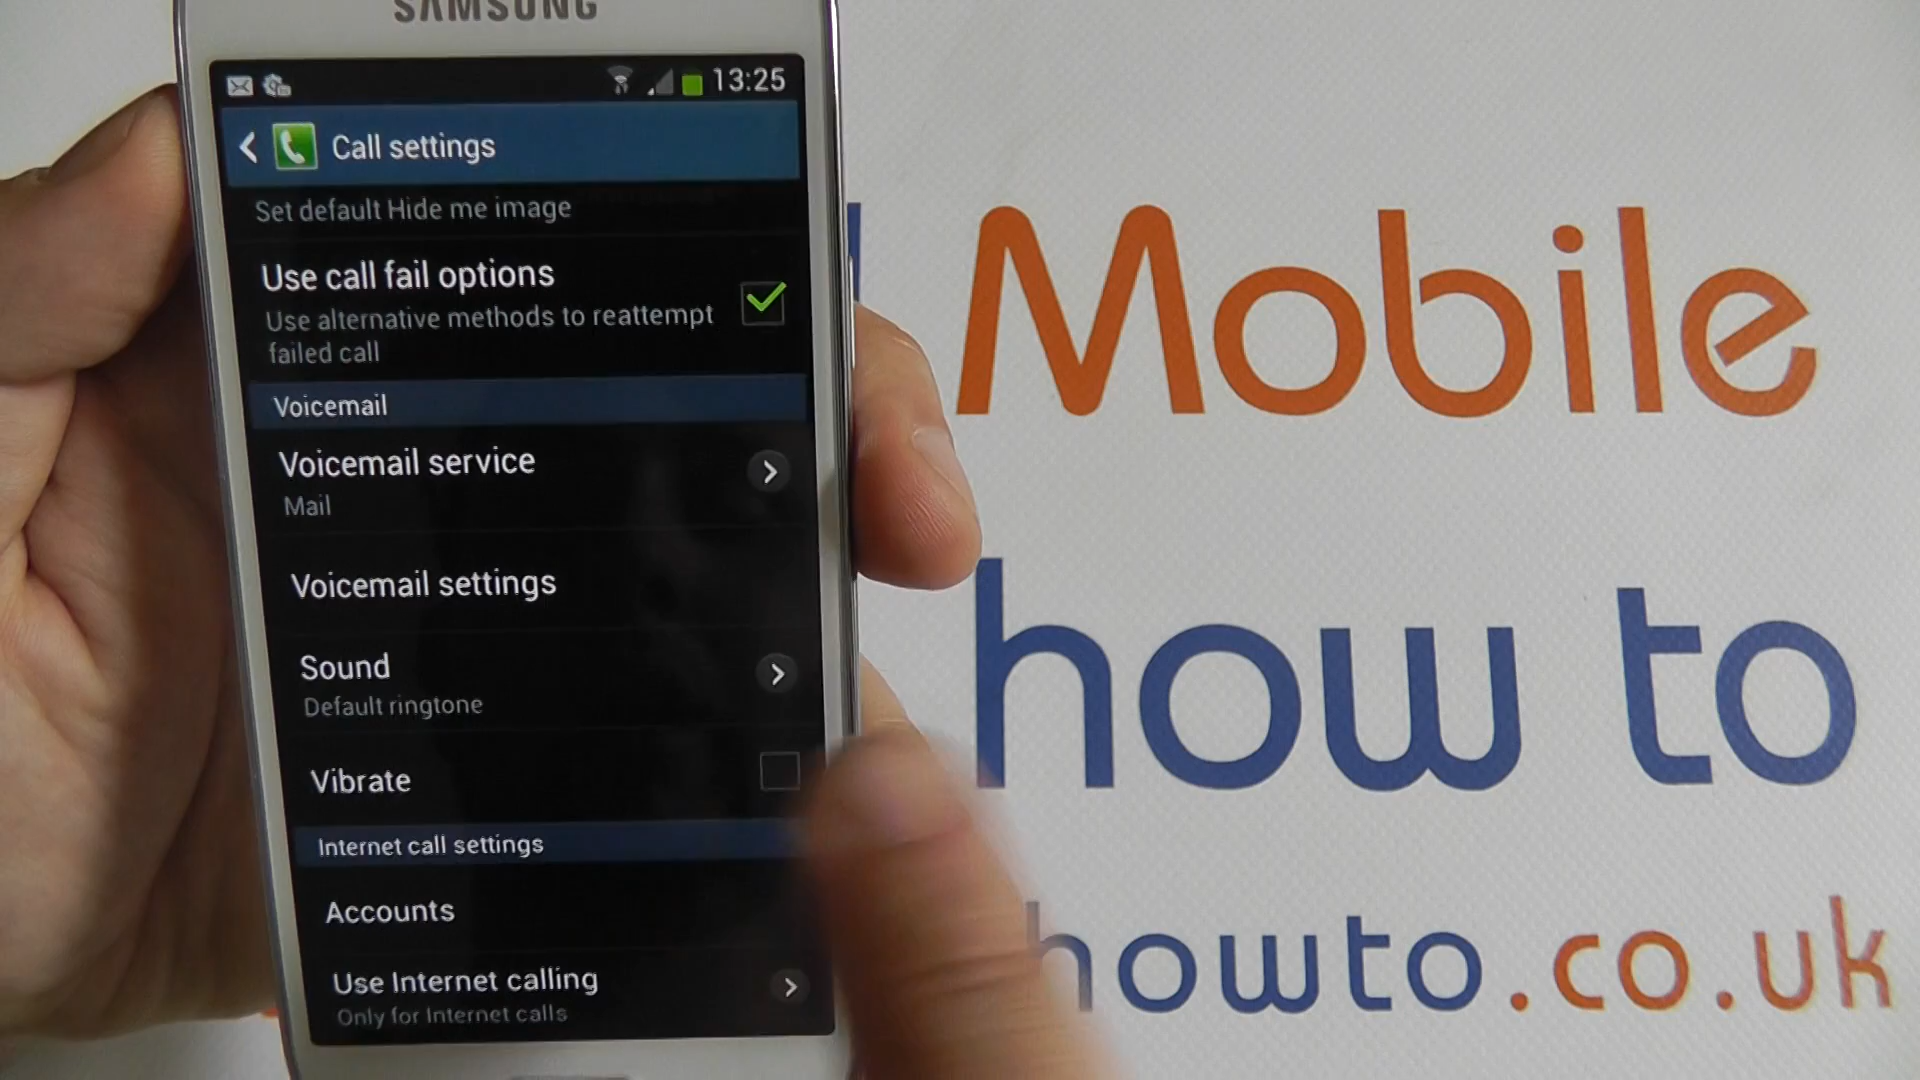 SAMSUNG
13:25
Call settings
Set default Hide me image
Use call fail options
Use alternative methods to reattempt
failed call
Voicemail
Voicemail service
Mail
Voicemail settings
Sound
Default ringtone
Vibrate
Internet call settings
Accounts
Use Internet calling
Only for Internet calls
Mobile
how to
howto.co.uk